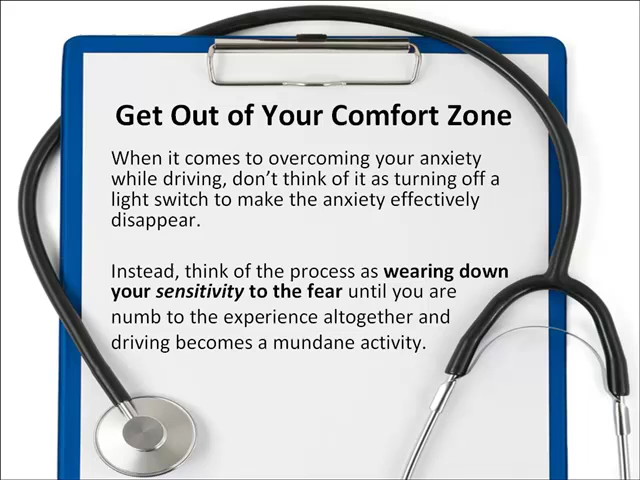 Get Out of Your Comfort Zone
When it comes to overcoming your anxiety
while driving, don’t think of it as turning off a
light switch to make the anxiety effectively
disappear.
Instead, think of the process as wearing down
your sensitivity to the fear until you are
numb to the experience altogether and
driving becomes a mundane activity.